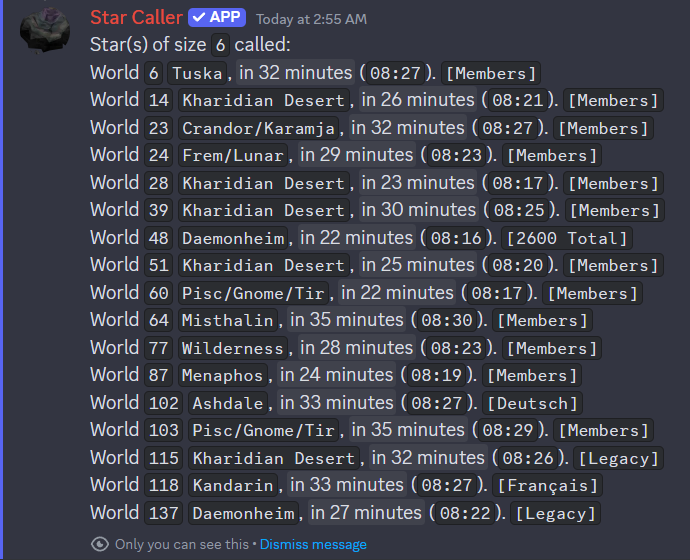 Star Caller ✓ APP Today at 2:55 AM
Star(s) of size 6 called:
World 6 Tuska, in 32 minutes (08:27). [Members]
World 14 Kharidian Desert, in 26 minutes (08:21). [Members]
World 23 Crandor/Karamja, in 32 minutes (08:27). [Members]
World 24 Frem/Lunar, in 29 minutes (08:23). [Members]
World 28 Kharidian Desert, in 23 minutes (08:17). [Members]
World 39 Kharidian Desert, in 30 minutes (08:25). [Members]
World 48 Daemonheim, in 22 minutes (08:16). [2600 Total]
World 51 Kharidian Desert, in 25 minutes (08:20). [Members]
World 60 Pisc/Gnome/Tir, in 22 minutes (08:17). [Members]
World 64 Misthalin, in 35 minutes (08:30). [Members]
World 77 Wilderness, in 28 minutes (08:23). [Members]
World 87 Menaphos, in 24 minutes (08:19). [Members]
World 102 Ashdale, in 33 minutes (08:27). [Deutsch]
World 103 Pisc/Gnome/Tir, in 35 minutes (08:29). [Members]
World 115 Kharidian Desert, in 32 minutes (08:26). [Legacy]
World 118 Kandarin, in 33 minutes (08:27). [Français]
World 137 Daemonheim, in 27 minutes (08:22). [Legacy]
Only you can see this • Dismiss message